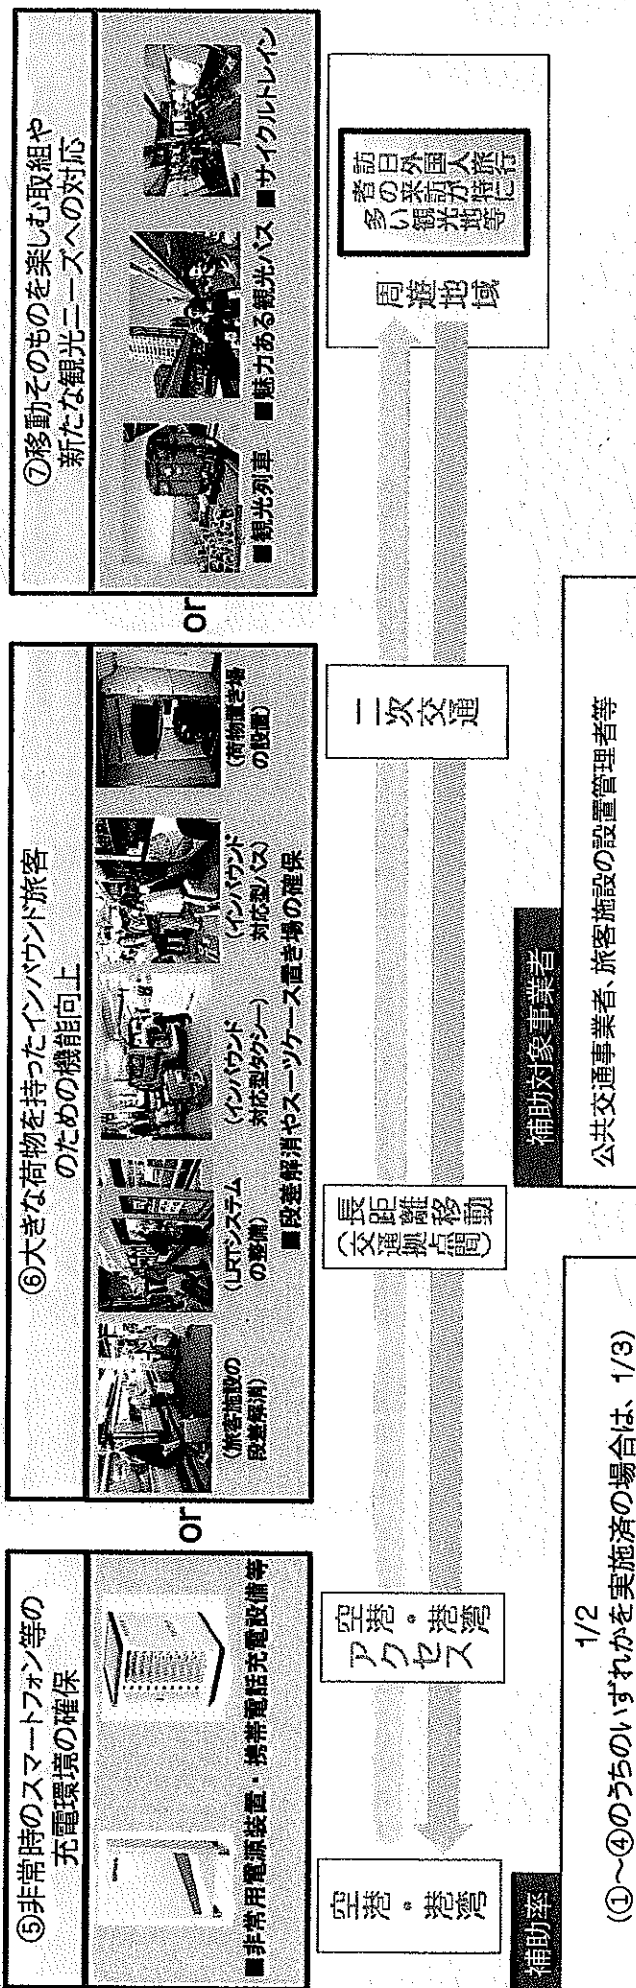 ⑤非常時のスマートフォン等の
充電環境の確保
■非常用電源装置・携帯電話充電設備等
or
⑥大きな荷物を持ったインバウンド旅客
のための機能向上
(旅客施設の
段差解消)
(LRTシステム
の整備)
(インバウンド
対応型タクシー)
(インバウンド
対応型バス)
(荷物置き場
の設置)
■段差解消やスーツケース置き場の確保
or
⑦移動そのものを楽しむ取組や
新たな観光ニーズへの対応
■観光列車
■魅力ある観光バス
■サイクルトレイン
空港・港湾
空港・港湾
アクセス
長距離移動
(交通拠点間)
二次交通
周遊地域
訪日外国人旅行
者の来訪が特に
多い観光地等
補助率
1/2
(①~④のうちのいずれかを実施済の場合は、1/3)
補助対象事業者
公共交通事業者、旅客施設の設置管理者等